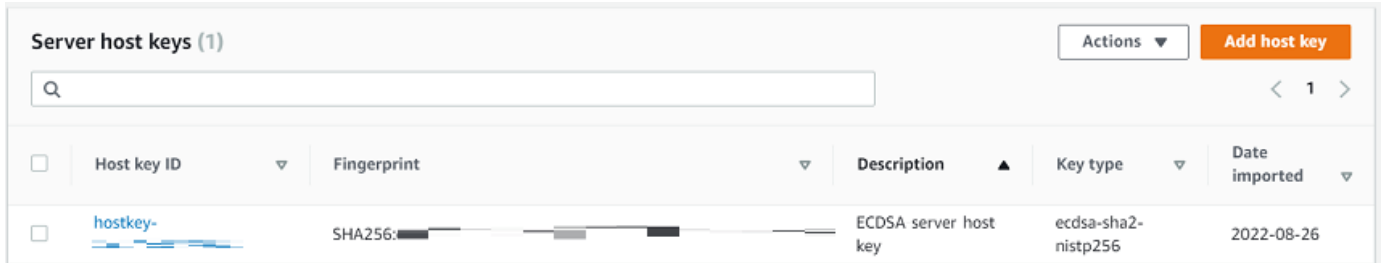 Server host keys (1)
Actions
Add host key
1
Host key ID
Fingerprint
Description
Key type
Date
imported
hostkey-
SHA256:
ECDSA server host
key
ecdsa-sha2-
nistp256
2022-08-26